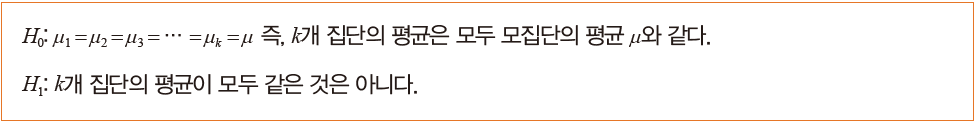 H₀: μ₁=μ₂=μ₃=⋯=μₖ=μ 즉, k개 집단의 평균은 모두 모집단의 평균 μ와 같다.
H₁: k개 집단의 평균이 모두 같은 것은 아니다.